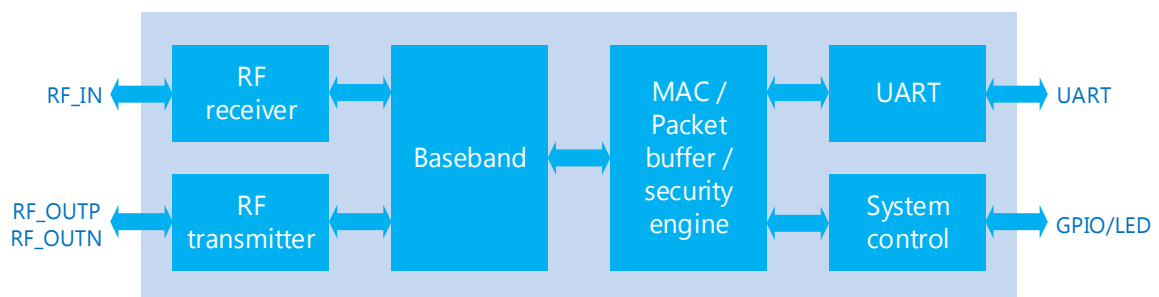 RF_IN
RF
receiver
RF_OUTP
RF_OUTN
RF
transmitter
Baseband
MAC /
Packet
buffer /
security
engine
UART
UART
System
control
GPIO/LED